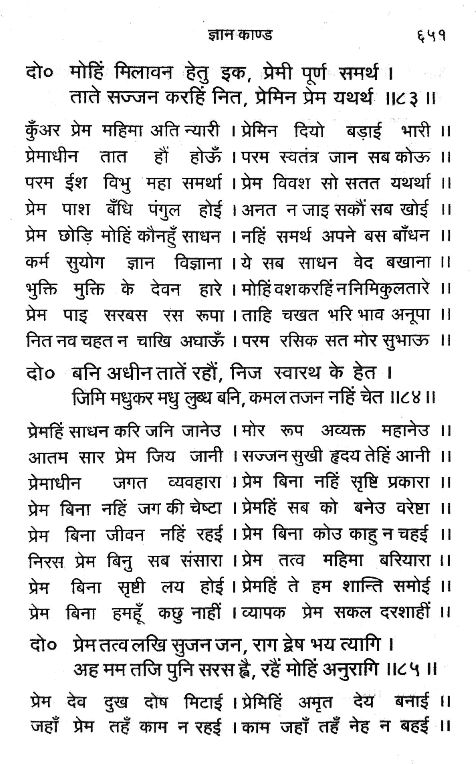 ज्ञान काण्ड ६५१
दो० मोहिं मिलावन हेतु इक, प्रेमी पूर्ण समर्थ ।
ताते सज्जन करहिं नित, प्रेमिन प्रेम यथर्थ ॥८३॥
कुँअर प्रेम महिमा अति न्यारी । प्रेमिन दियो बड़ाई भारी ॥
प्रेमाधीन तात हौं होऊँ । परम स्वतंत्र जान सब कोऊ ॥
परम ईश विभु महा समर्था । प्रेम विवश सो सतत यथर्था ॥
प्रेम पाश बँधि पंगुल होई । अनत न जाइ सकौं सब खोई ॥
प्रेम छोड़ि मोहिं कौनहुँ साधन । नहिं समर्थ अपने बस बाँधन ॥
कर्म सुयोग ज्ञान विज्ञाना । ये सब साधन वेद बखाना ॥
भुक्ति मुक्ति के देवन हारे । मोहिं वश करहिं न निमिकुल तारे ॥
प्रेम पाइ सरबस रस रूपा । ताहि चखत भरि भाव अनूपा ॥
नित नव चहत न चाखि अघाऊँ । परम रसिक सत मोर सुभाऊ ॥
दो० बनि अधीन तातें रहौं, निज स्वारथ के हेत ।
जिमि मधुकर मधु लुब्ध बनि, कमल तजन नहिं चेत ॥८४॥
प्रेमहिं साधन करि जनि जानेउ । मोर रूप अव्यक्त महानेउ ॥
आतम सार प्रेम जिय जानी । सज्जन सुखी हृदय तेहिं आनी ॥
प्रेमाधीन जगत व्यवहारा । प्रेम बिना नहिं सृष्टि प्रकारा ॥
प्रेम बिना नहिं जग की चेष्टा । प्रेमहिं सब को बनेउ वरेष्टा ॥
प्रेम बिना जीवन नहिं रहई । प्रेम बिना कोउ काहु न चहई ॥
निरस प्रेम बिनु सब संसारा । प्रेम तत्व महिमा बरियारा ॥
प्रेम बिना सृष्टी लय होई । प्रेमहिं ते हम शान्ति समोई ॥
प्रेम बिना हमहूँ कछु नाहीं । व्यापक प्रेम सकल दरशाहीं ॥
दो० प्रेम तत्व लखि सुजन जन, राग द्वेष भय त्यागि ।
अह मम तजि पुनि सरस ह्वै, रहैं मोहिं अनुरागि ॥८५॥
प्रेम देव दुख दोष मिटाई । प्रेमिहिं अमृत देय बनाई ॥
जहाँ प्रेम तहँ काम न रहई । काम जहाँ तहँ नेह न बहई ॥